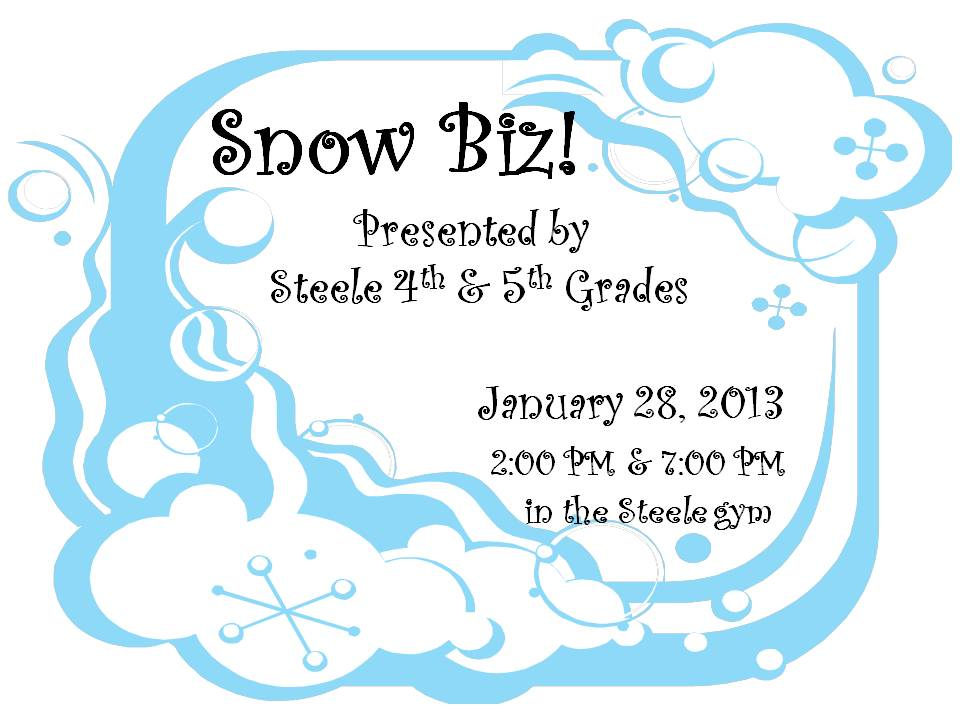 Snow Biz!
Presented by
Steele 4th & 5th Grades
January 28, 2013
2:00 PM & 7:00 PM
in the Steele gym